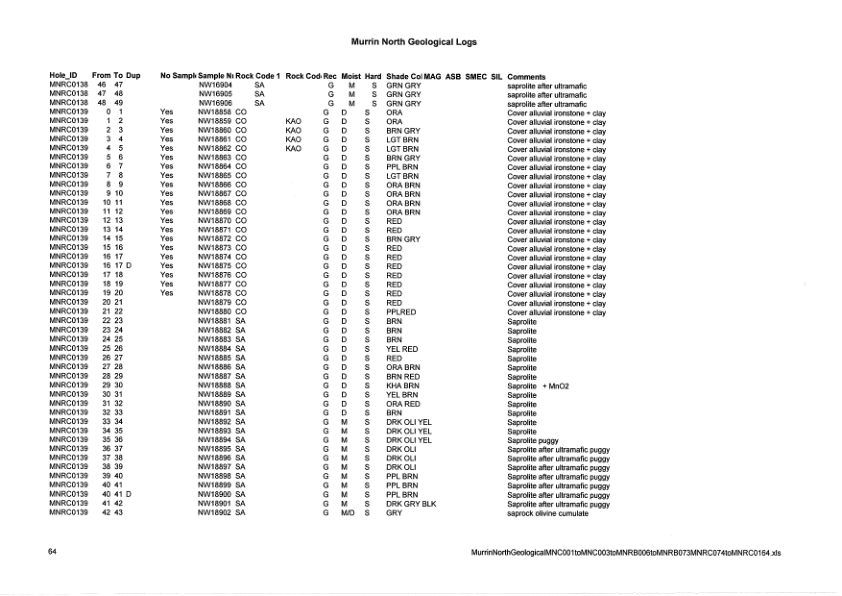 Murrin North Geological Logs
Hole_ID From To Dup No Sampl Sample N Rock Code 1 Rock Cod Rec Moist Hard Shade Col MAG ASB SMEC SIL Comments
MNRC0138 46 47 NW16904 SA G M S GRN GRY saprolite after ultramafic
MNRC0138 47 48 NW16905 SA G M S GRN GRY saprolite after ultramafic
MNRC0138 48 49 NW16906 SA G M S GRN GRY saprolite after ultramafic
MNRC0139 0 1 Yes NW18858 CO G D S ORA Cover alluvial ironstone + clay
MNRC0139 1 2 Yes NW18859 CO KAO G D S ORA Cover alluvial ironstone + clay
MNRC0139 2 3 Yes NW18860 CO KAO G D S BRN GRY Cover alluvial ironstone + clay
MNRC0139 3 4 Yes NW18861 CO KAO G D S LGT BRN Cover alluvial ironstone + clay
MNRC0139 4 5 Yes NW18862 CO KAO G D S LGT BRN Cover alluvial ironstone + clay
MNRC0139 5 6 Yes NW18863 CO G D S BRN GRY Cover alluvial ironstone + clay
MNRC0139 6 7 Yes NW18864 CO G D S PPL BRN Cover alluvial ironstone + clay
MNRC0139 7 8 Yes NW18865 CO G D S LGT BRN Cover alluvial ironstone + clay
MNRC0139 8 9 Yes NW18866 CO G D S ORA BRN Cover alluvial ironstone + clay
MNRC0139 9 10 Yes NW18867 CO G D S ORA BRN Cover alluvial ironstone + clay
MNRC0139 10 11 Yes NW18868 CO G D S ORA BRN Cover alluvial ironstone + clay
MNRC0139 11 12 Yes NW18869 CO G D S ORA BRN Cover alluvial ironstone + clay
MNRC0139 12 13 Yes NW18870 CO G D S RED Cover alluvial ironstone + clay
MNRC0139 13 14 Yes NW18871 CO G D S RED Cover alluvial ironstone + clay
MNRC0139 14 15 Yes NW18872 CO G D S BRN GRY Cover alluvial ironstone + clay
MNRC0139 15 16 Yes NW18873 CO G D S RED Cover alluvial ironstone + clay
MNRC0139 16 17 Yes NW18874 CO G D S RED Cover alluvial ironstone + clay
MNRC0139 16 17 D Yes NW18875 CO G D S RED Cover alluvial ironstone + clay
MNRC0139 17 18 Yes NW18876 CO G D S RED Cover alluvial ironstone + clay
MNRC0139 18 19 Yes NW18877 CO G D S RED Cover alluvial ironstone + clay
MNRC0139 19 20 Yes NW18878 CO G D S RED Cover alluvial ironstone + clay
MNRC0139 20 21 NW18879 CO G D S RED Cover alluvial ironstone + clay
MNRC0139 21 22 NW18880 CO G D S PPLRED Cover alluvial ironstone + clay
MNRC0139 22 23 NW18881 SA G D S BRN Saprolite
MNRC0139 23 24 NW18882 SA G D S BRN Saprolite
MNRC0139 24 25 NW18883 SA G D S BRN Saprolite
MNRC0139 25 26 NW18884 SA G D S YEL RED Saprolite
MNRC0139 26 27 NW18885 SA G D S RED Saprolite
MNRC0139 27 28 NW18886 SA G D S ORA BRN Saprolite
MNRC0139 28 29 NW18887 SA G D S BRN RED Saprolite
MNRC0139 29 30 NW18888 SA G D S KHA BRN Saprolite + MnO2
MNRC0139 30 31 NW18889 SA G D S YEL BRN Saprolite
MNRC0139 31 32 NW18890 SA G D S ORA RED Saprolite
MNRC0139 32 33 NW18891 SA G D S BRN Saprolite
MNRC0139 33 34 NW18892 SA G M S DRK OLI YEL Saprolite
MNRC0139 34 35 NW18893 SA G M S DRK OLI YEL Saprolite
MNRC0139 35 36 NW18894 SA G M S DRK OLI YEL Saprolite puggy
MNRC0139 36 37 NW18895 SA G M S DRK OLI Saprolite after ultramafic puggy
MNRC0139 37 38 NW18896 SA G M S DRK OLI Saprolite after ultramafic puggy
MNRC0139 38 39 NW18897 SA G M S DRK OLI Saprolite after ultramafic puggy
MNRC0139 39 40 NW18898 SA G M S PPL BRN Saprolite after ultramafic puggy
MNRC0139 40 41 NW18899 SA G M S PPL BRN Saprolite after ultramafic puggy
MNRC0139 40 41 D NW18900 SA G M S PPL BRN Saprolite after ultramafic puggy
MNRC0139 41 42 NW18901 SA G M S DRK GRY BLK Saprolite after ultramafic puggy
MNRC0139 42 43 NW18902 SA G M/D S GRY saprock olivine cumulate
64 MurrinNorthGeologicalMNC001toMNC003toMNRB006toMNRB073MNRC074toMNRC0164.xls